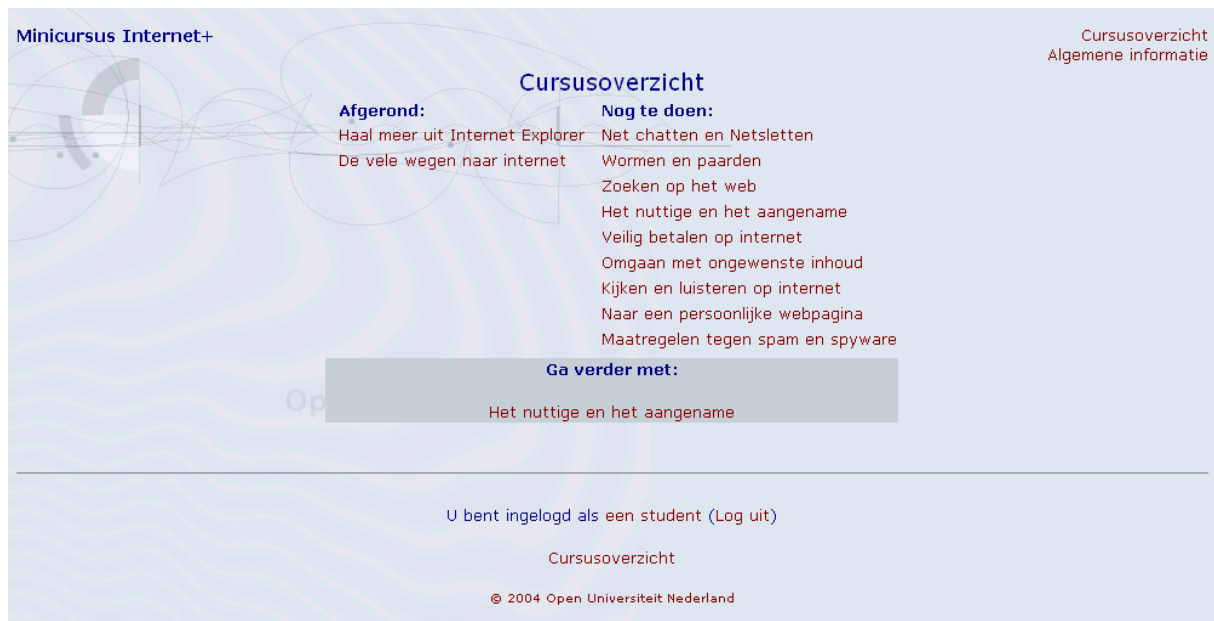 Minicursus Internet+
Cursusoverzicht
Algemene informatie
Cursusoverzicht
Afgerond:
Haal meer uit Internet Explorer
De vele wegen naar internet
Nog te doen:
Net chatten en Netsletten
Wormen en paarden
Zoeken op het web
Het nuttige en het aangename
Veilig betalen op internet
Omgaan met ongewenste inhoud
Kijken en luisteren op internet
Naar een persoonlijke webpagina
Maatregelen tegen spam en spyware
Ga verder met:
Het nuttige en het aangename
Op
U bent ingelogd als een student (Log uit)
Cursusoverzicht
© 2004 Open Universiteit Nederland